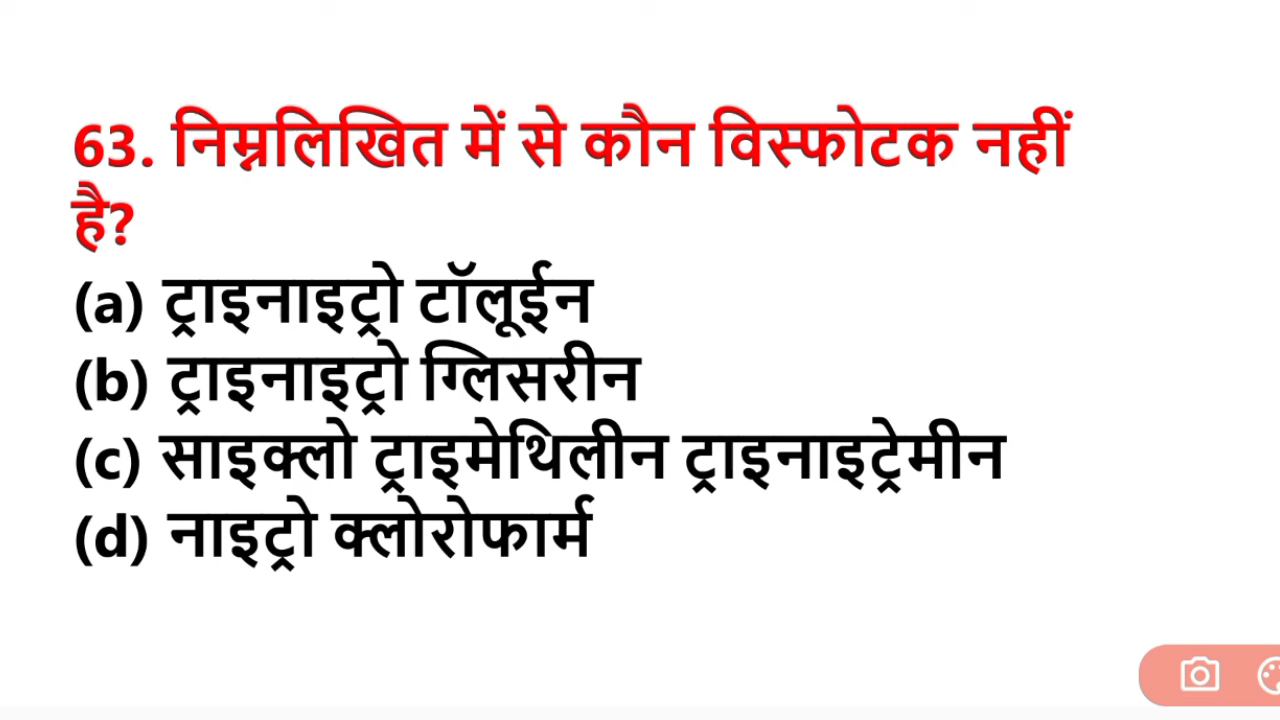 63. निम्नलिखित में से कौन विस्फोटक नहीं
है?
(a) ट्राइनाइट्रो टॉलूईन
(b) ट्राइनाइट्रो ग्लिसरीन
(c) साइक्लो ट्राइमेथिलीन ट्राइनाइट्रेमीन
(d) नाइट्रो क्लोरोफार्म